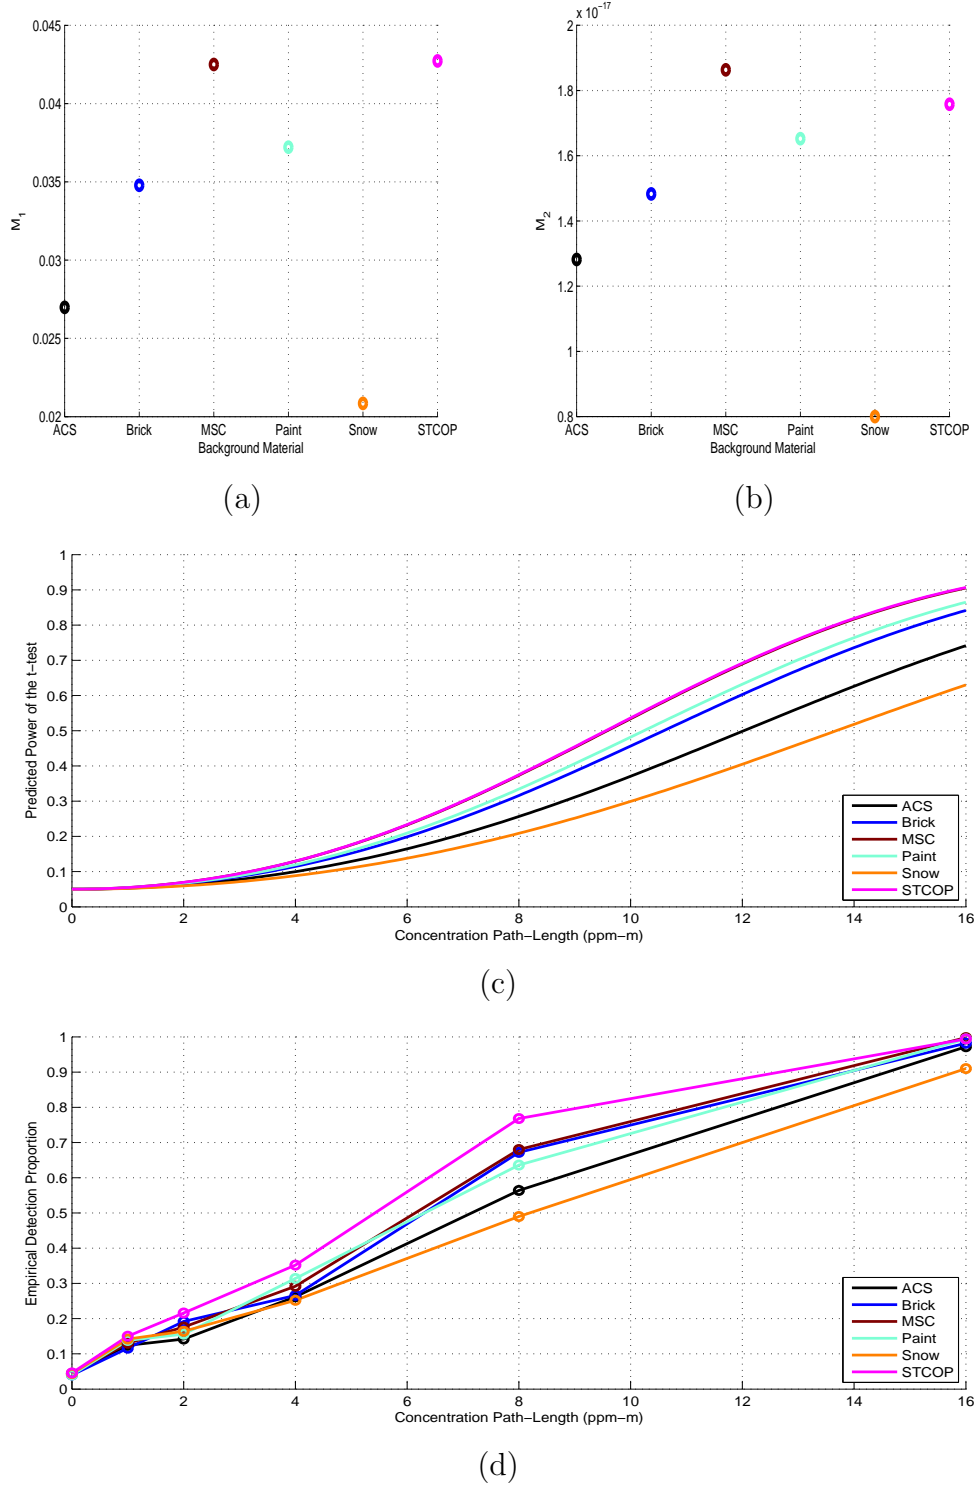 0.045
0.04
0.035
0.03
0.025
0.02
M1
ACS Brick MSC Paint Snow STCOP
Background Material
(a)
x 10^-17
2
1.8
1.6
1.4
1.2
1
0.8
M2
ACS Brick MSC Paint Snow STCOP
Background Material
(b)
1
0.9
0.8
0.7
0.6
0.5
0.4
0.3
0.2
0.1
0
Predicted Power of the t−test
0 2 4 6 8 10 12 14 16
Concentration Path−Length (ppm−m)
ACS
Brick
MSC
Paint
Snow
STCOP
(c)
1
0.9
0.8
0.7
0.6
0.5
0.4
0.3
0.2
0.1
0
Empirical Detection Proportion
0 2 4 6 8 10 12 14 16
Concentration Path−Length (ppm−m)
ACS
Brick
MSC
Paint
Snow
STCOP
(d)